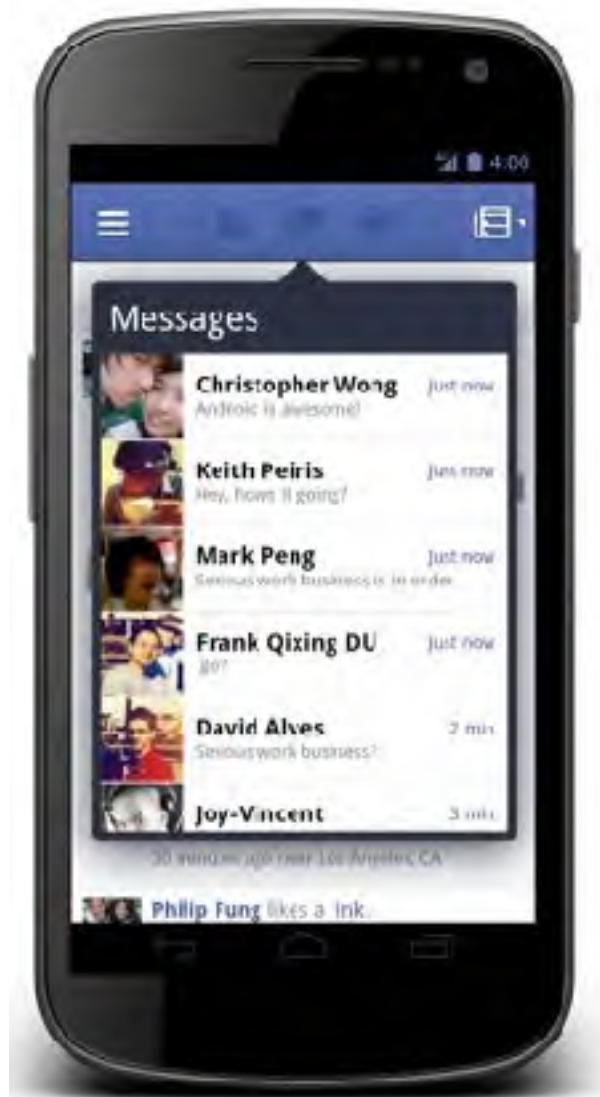 4:00
Messages
Christopher Wong
Just now
Android is awesome!
Keith Peiris
Just now
Hey, hows it going?
Mark Peng
Just now
Serious work business is in order
Frank Qixing DU
Just now
go?
David Alves
2 min
Serious work business?
Joy-Vincent
3 min
30 minutes ago near Los Angeles, CA
Philip Fung likes a link.